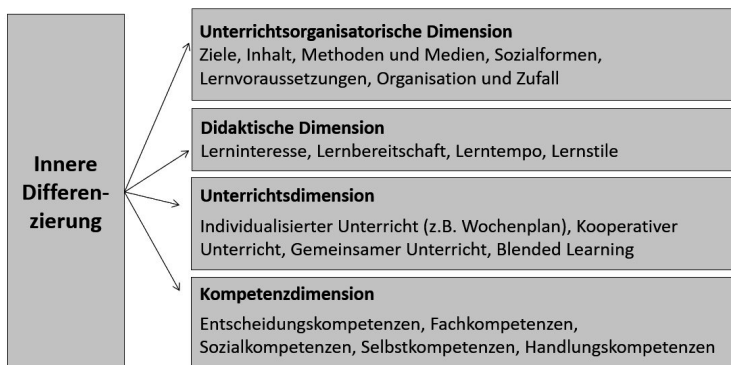 Innere
Differen-
zierung
Unterrichtsorganisatorische Dimension
Ziele, Inhalt, Methoden und Medien, Sozialformen,
Lernvoraussetzungen, Organisation und Zufall
Didaktische Dimension
Lerninteresse, Lernbereitschaft, Lerntempo, Lernstile
Unterrichtsdimension
Individualisierter Unterricht (z.B. Wochenplan), Kooperativer
Unterricht, Gemeinsamer Unterricht, Blended Learning
Kompetenzdimension
Entscheidungskompetenzen, Fachkompetenzen,
Sozialkompetenzen, Selbstkompetenzen, Handlungskompetenzen